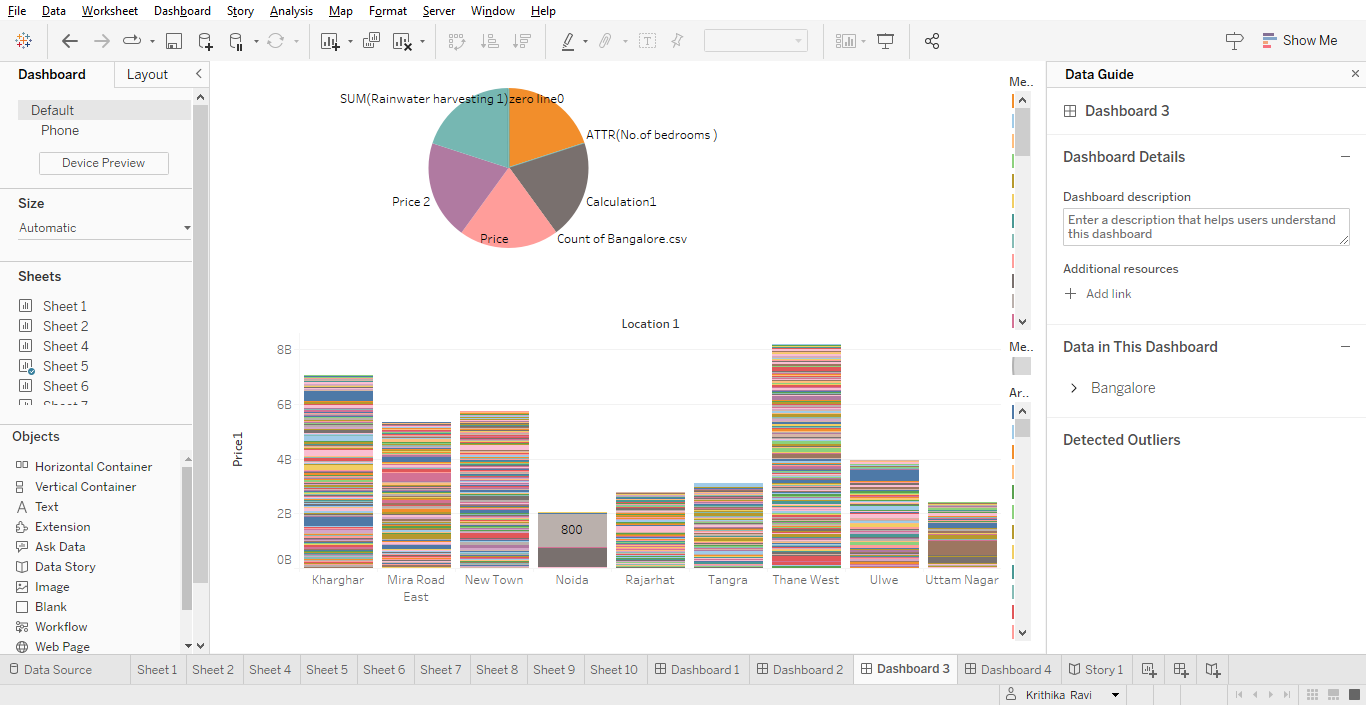 File Data Worksheet Dashboard Story Analysis Map Format Server Window Help
Show Me
Dashboard Layout
Default
Phone
Device Preview
Size
Automatic
Sheets
Sheet 1
Sheet 2
Sheet 4
Sheet 5
Sheet 6
Objects
Horizontal Container
Vertical Container
Text
Extension
Ask Data
Data Story
Image
Blank
Workflow
Web Page
SUM(Rainwater harvesting 1) zero line0
ATTR(No.of bedrooms )
Price 2
Calculation1
Price
Count of Bangalore.csv
Location 1
Price1
8B
6B
4B
2B
0B
800
Kharghar
Mira Road East
New Town
Noida
Rajarhat
Tangra
Thane West
Ulwe
Uttam Nagar
Me..
Me..
Ar..
Data Guide
Dashboard 3
Dashboard Details
Dashboard description
Enter a description that helps users understand
this dashboard
Additional resources
Add link
Data in This Dashboard
Bangalore
Detected Outliers
Data Source Sheet 1 Sheet 2 Sheet 4 Sheet 5 Sheet 6 Sheet 7 Sheet 8 Sheet 9 Sheet 10 Dashboard 1 Dashboard 2 Dashboard 3 Dashboard 4 Story 1
Krithika Ravi